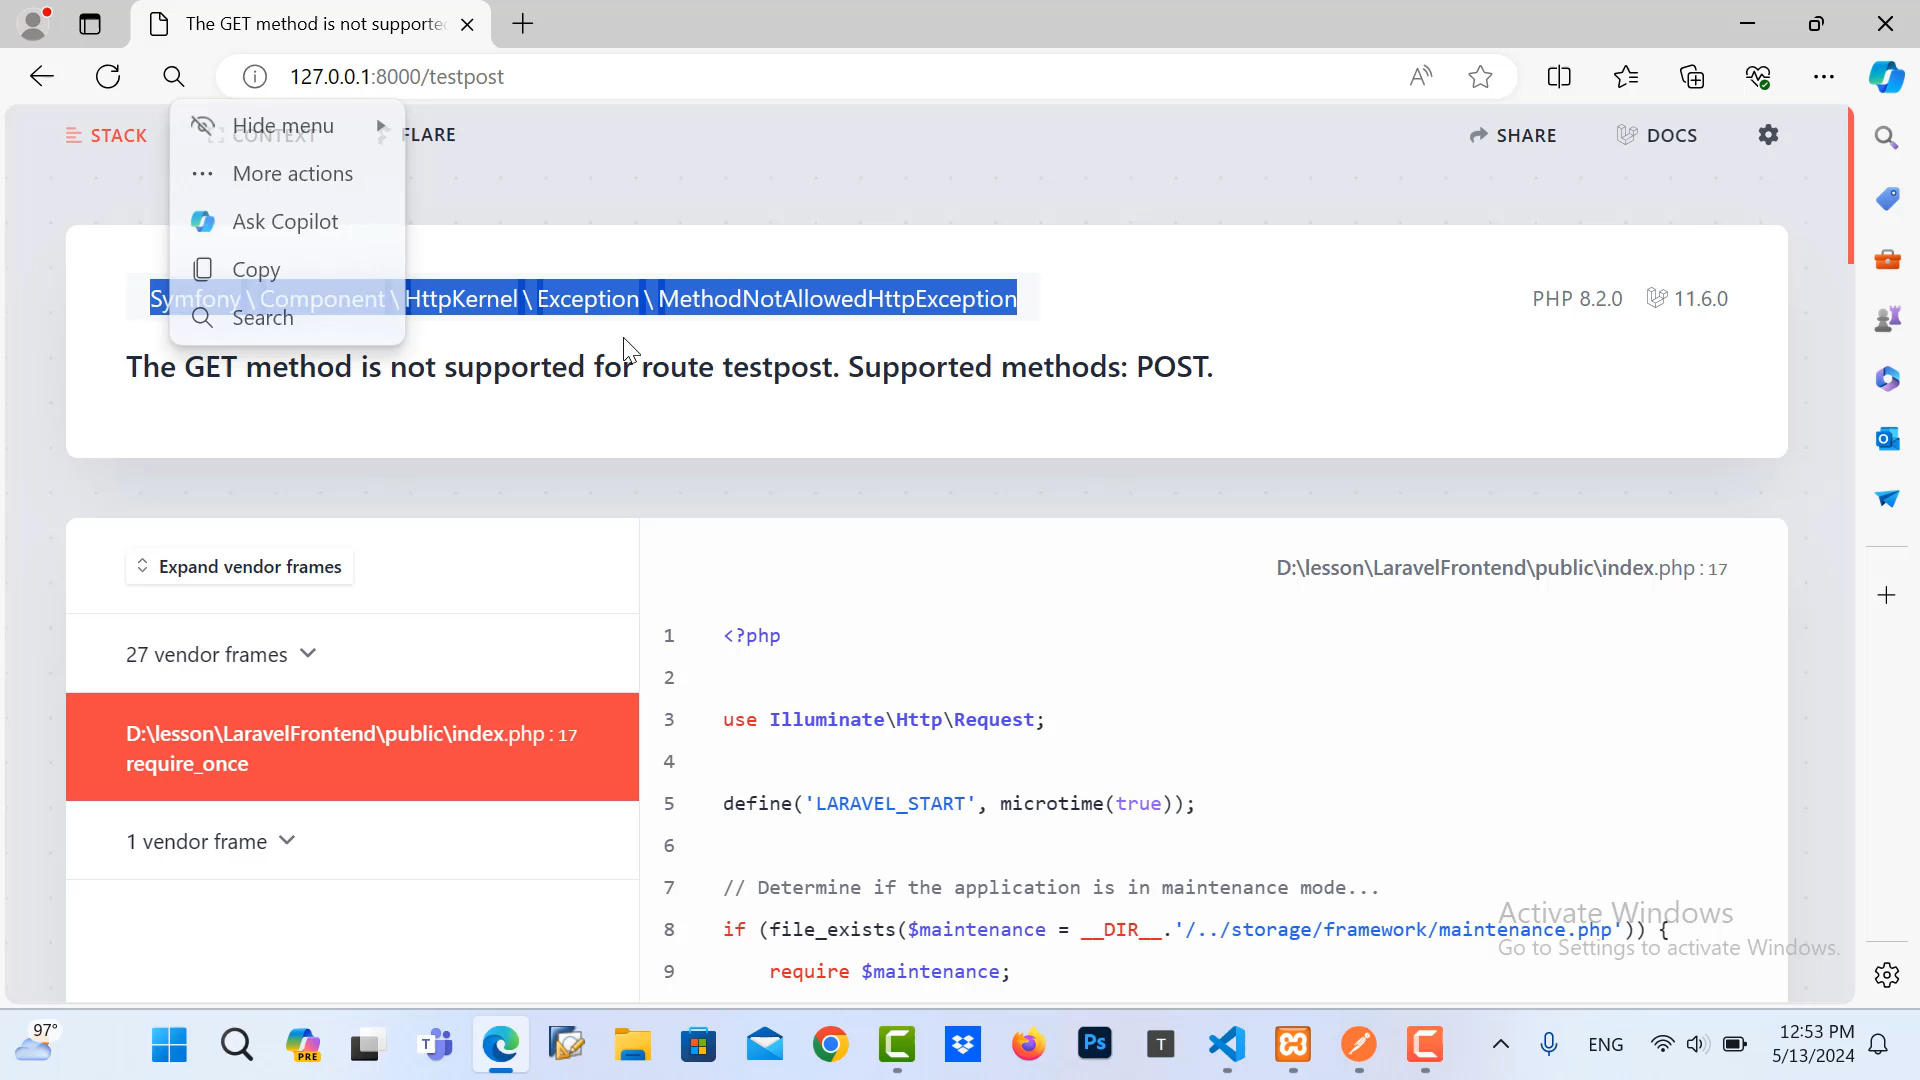 The GET method is not supporte
127.0.0.1:8000/testpost
STACK
CONTEXT
FLARE
SHARE
DOCS
Hide menu
More actions
Ask Copilot
Copy
Search
Symfony \ Component \ HttpKernel \ Exception \ MethodNotAllowedHttpException
PHP 8.2.0
11.6.0
The GET method is not supported for route testpost. Supported methods: POST.
Expand vendor frames
D:\lesson\LaravelFrontend\public\index.php : 17
27 vendor frames
D:\lesson\LaravelFrontend\public\index.php : 17
require_once
1 vendor frame
1 <?php
2
3 use Illuminate\Http\Request;
4
5 define('LARAVEL_START', microtime(true));
6
7 // Determine if the application is in maintenance mode...
8 if (file_exists($maintenance = __DIR__.'/../storage/framework/maintenance.php')) {
9 require $maintenance;
Activate Windows
Go to Settings to activate Windows.
97°
PRE
T
Ps
T
ENG
12:53 PM
5/13/2024